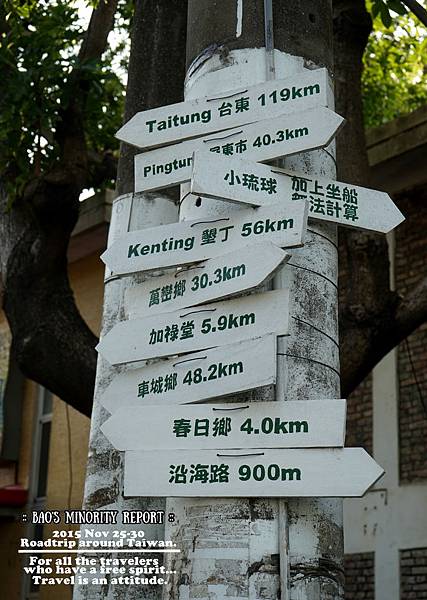 Taitung 台東 119km
Pingtun 屏東市 40.3km
小琉球 加上坐船
無法計算
Kenting 墾丁 56km
萬巒鄉 30.3km
加祿堂 5.9km
車城鄉 48.2km
春日鄉 4.0km
沿海路 900m
:: BAO'S MINORITY REPORT ::
2015 Nov 25-30
Roadtrip around Taiwan.
For all the travelers
who have a free spirit...
Travel is an attitude.